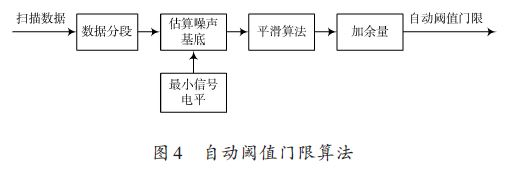 扫描数据
数据分段
估算噪声
基底
平滑算法
加余量
自动阈值门限
最小信号
电平
图4 自动阈值门限算法